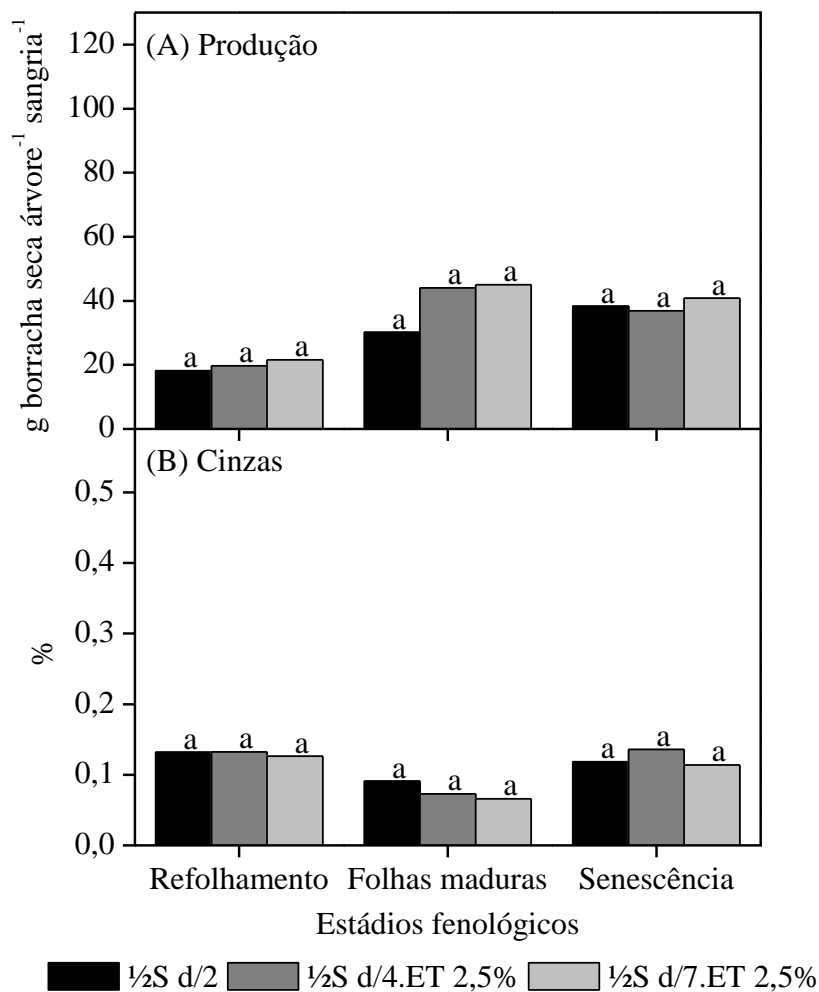 (A) Produção
g borracha seca árvore⁻¹ sangria⁻¹
120
100
80
60
40
20
0
a a a
a a a
a a a
(B) Cinzas
%
0,5
0,4
0,3
0,2
0,1
0,0
a a a
a a a
a a a
Refolhamento Folhas maduras Senescência
Estádios fenológicos
½S d/2 ½S d/4.ET 2,5% ½S d/7.ET 2,5%